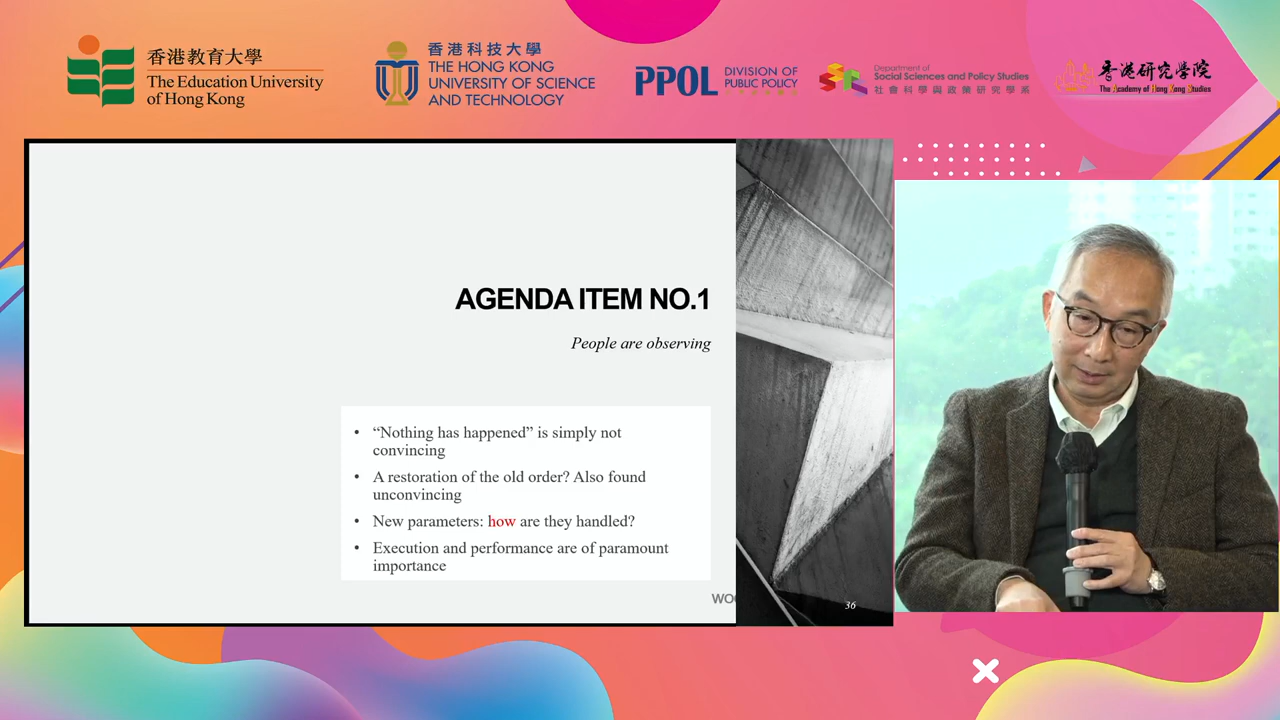 香港教育大學
The Education University
of Hong Kong
香港科技大學
THE HONG KONG
UNIVERSITY OF SCIENCE
AND TECHNOLOGY
PPOL
DIVISION OF
PUBLIC POLICY
Department of
Social Sciences and Policy Studies
社會科學與政策研究學系
香港研究學院
The Academy of Hong Kong Studies
AGENDA ITEM NO.1
People are observing
• “Nothing has happened” is simply not
convincing
• A restoration of the old order? Also found
unconvincing
• New parameters: how are they handled?
• Execution and performance are of paramount
importance
36